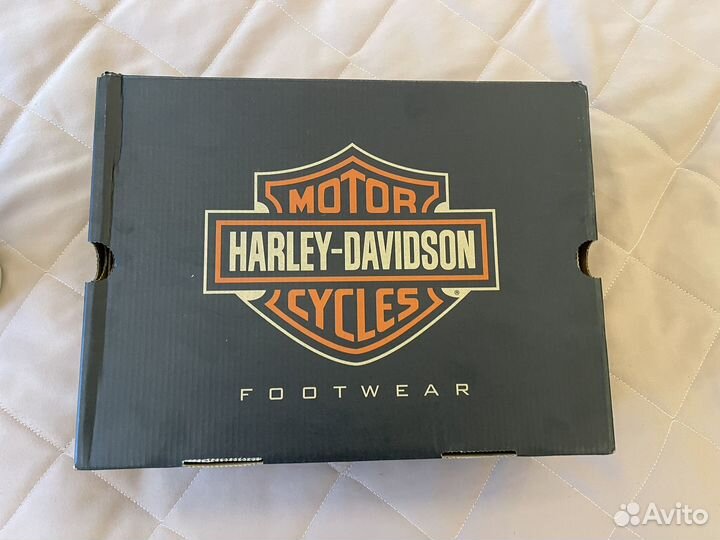 MOTOR
HARLEY-DAVIDSON
CYCLES
®
FOOTWEAR
Avito